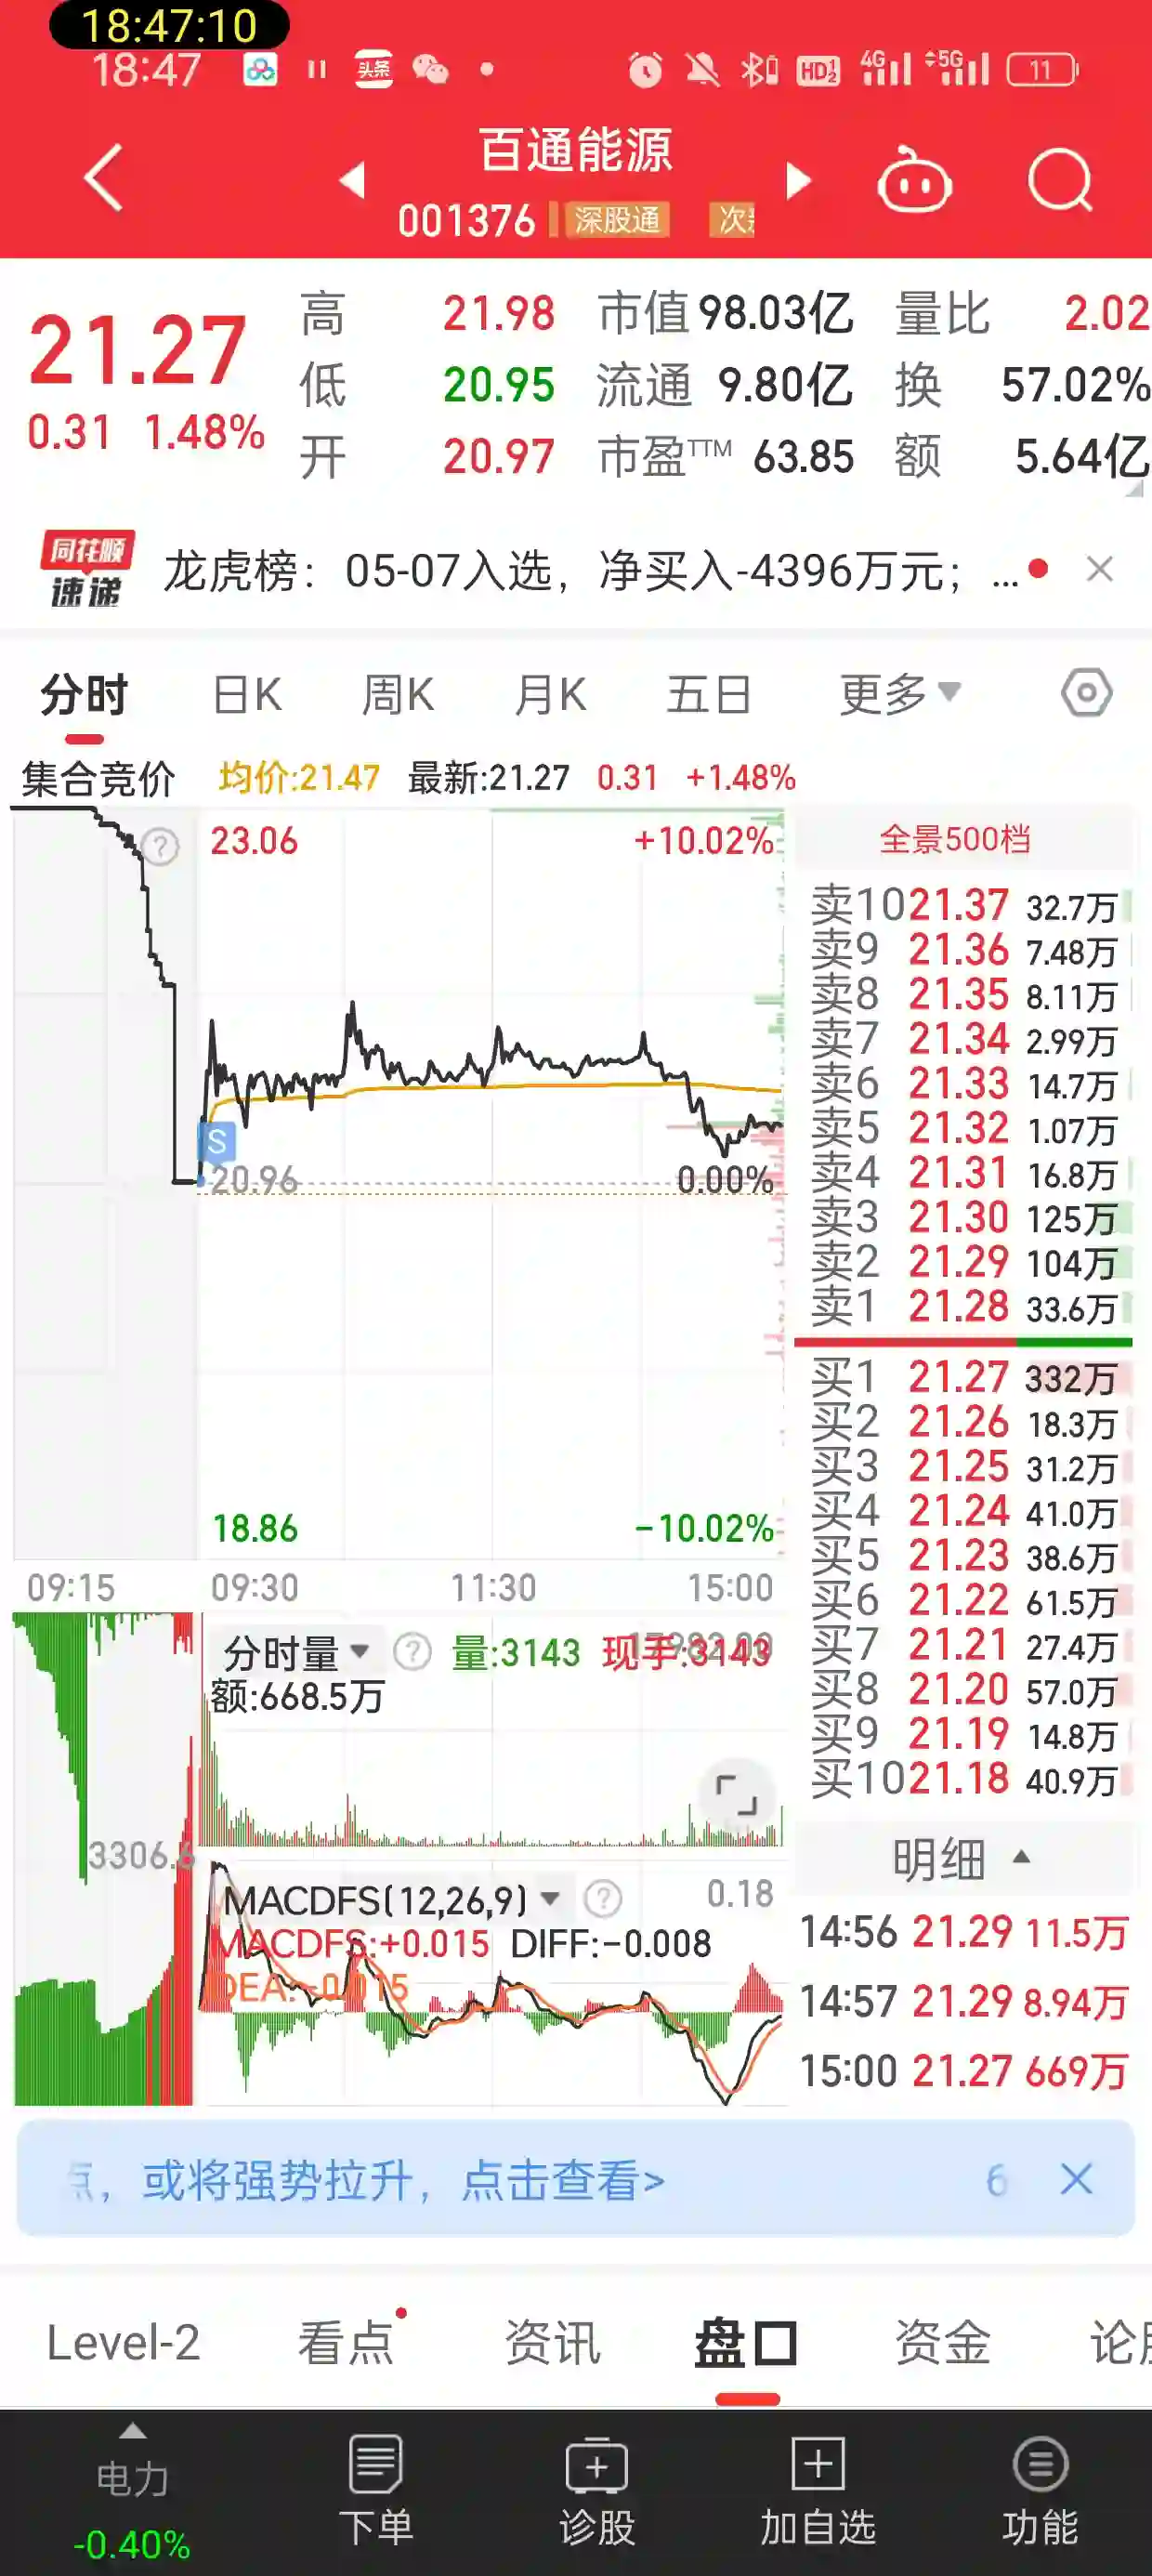 18:47:10
18:47 头条 HD 1 2 4G 5G 11
百通能源
001376 深股通
21.27
0.31 1.48%
高 21.98 市值 98.03亿 量比 2.02
低 20.95 流通 9.80亿 换 57.02%
开 20.97 市盈TTM 63.85 额 5.64亿
同花顺
速递
龙虎榜：05-07入选，净买入-4396万元；...
分时 日K 周K 月K 五日 更多
集合竞价 均价:21.47 最新:21.27 0.31 +1.48%
23.06 +10.02%
S
20.96 0.00%
18.86 -10.02%
09:15 09:30 11:30 15:00
全景500档
卖10 21.37 32.7万
卖9 21.36 7.48万
卖8 21.35 8.11万
卖7 21.34 2.99万
卖6 21.33 14.7万
卖5 21.32 1.07万
卖4 21.31 16.8万
卖3 21.30 125万
卖2 21.29 104万
卖1 21.28 33.6万
买1 21.27 332万
买2 21.26 18.3万
买3 21.25 31.2万
买4 21.24 41.0万
买5 21.23 38.6万
买6 21.22 61.5万
买7 21.21 27.4万
买8 21.20 57.0万
买9 21.19 14.8万
买10 21.18 40.9万
分时量 量:3143 现手:3143
额:668.5万
3306.6
MACDFS(12,26,9) 0.18
MACDFS:+0.015 DIFF:-0.008
DEA:-0.015
明细
14:56 21.29 11.5万
14:57 21.29 8.94万
15:00 21.27 669万
点，或将强势拉升，点击查看> 6
Level-2 看点 资讯 盘口 资金
电力 下单 诊股 加自选 功能
-0.40%